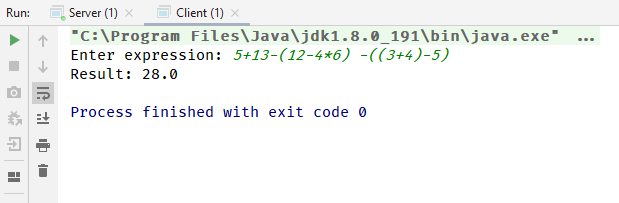 Run: Server (1) × Client (1) ×
"C:\Program Files\Java\jdk1.8.0_191\bin\java.exe" ...
Enter expression: 5+13-(12-4*6) -((3+4)-5)
Result: 28.0
Process finished with exit code 0